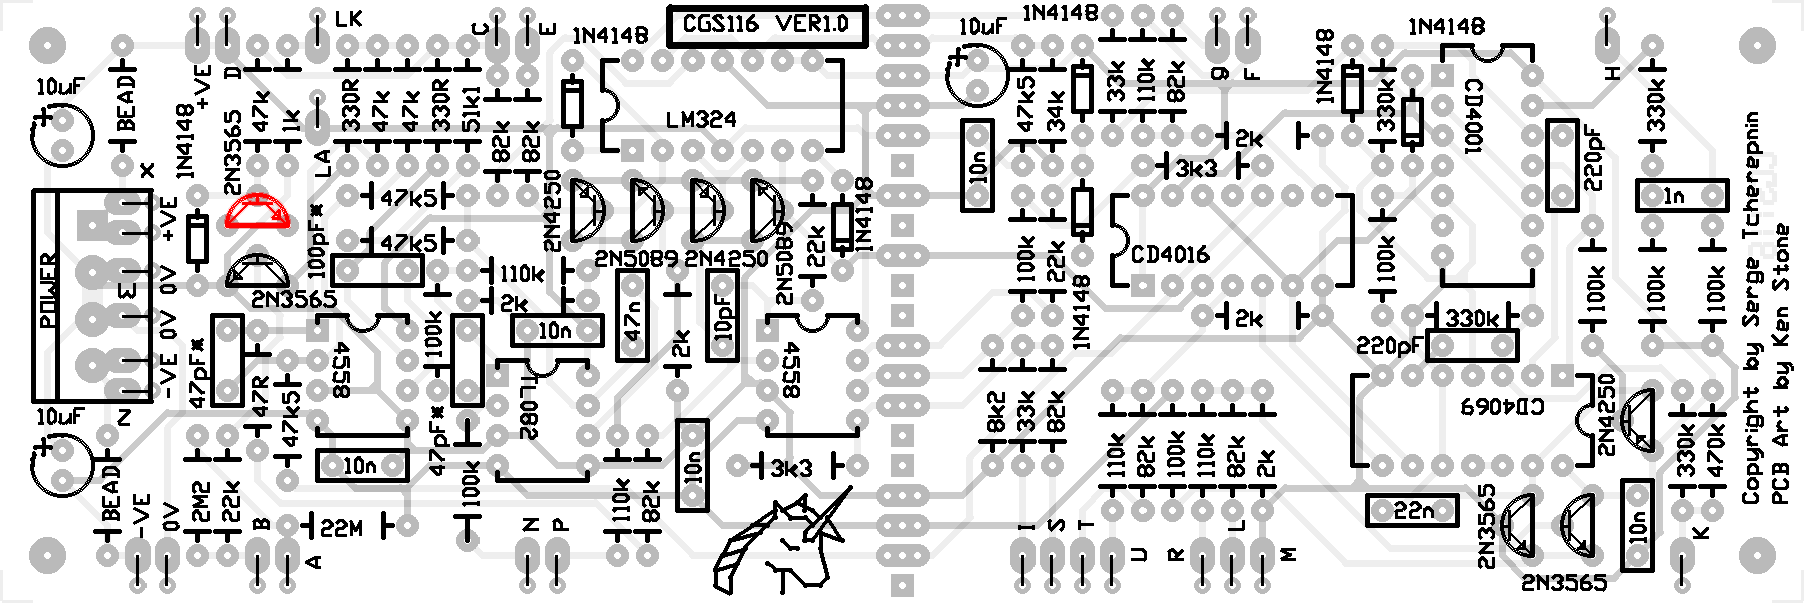 CGS116 VER1.0
10uF
BEAD
1N4148
+VE
D
2N3565
47k
1k
LK
LA
330R
47k
47k
330R
51k1
C
E
82k
82k
1N4148
LM324
10uF
10n
47k5
34k
1N4148
33k
110k
82k
G
F
2k
3k3
1N4148
330k
1N4148
CD4001
220pF
H
330k
1n
X
POWER
+VE
0V
Σ
0V
-VE
Z
2N3565
100pF*
47k5
47k5
110k
2k
2N4250
2N5089
2N4250
2N5089
22k
1N4148
100k
22k
1N4148
CD4016
2k
100k
330k
220pF
100k
100k
100k
47pF*
47R
47k5
4558
100k
47pF*
10n
TL082
47n
2k
10pF
4558
8k2
33k
82k
CD4069
2N4250
10uF
BEAD
-VE
0V
2M2
22k
B
A
10n
22M
100k
N
P
110k
82k
10n
3k3
I
S
T
U
R
L
M
110k
82k
100k
110k
82k
2k
22n
2N3565
2N3565
10n
330k
470k
K
Copyright by Serge Tcherepnin
PCB Art by Ken Stone